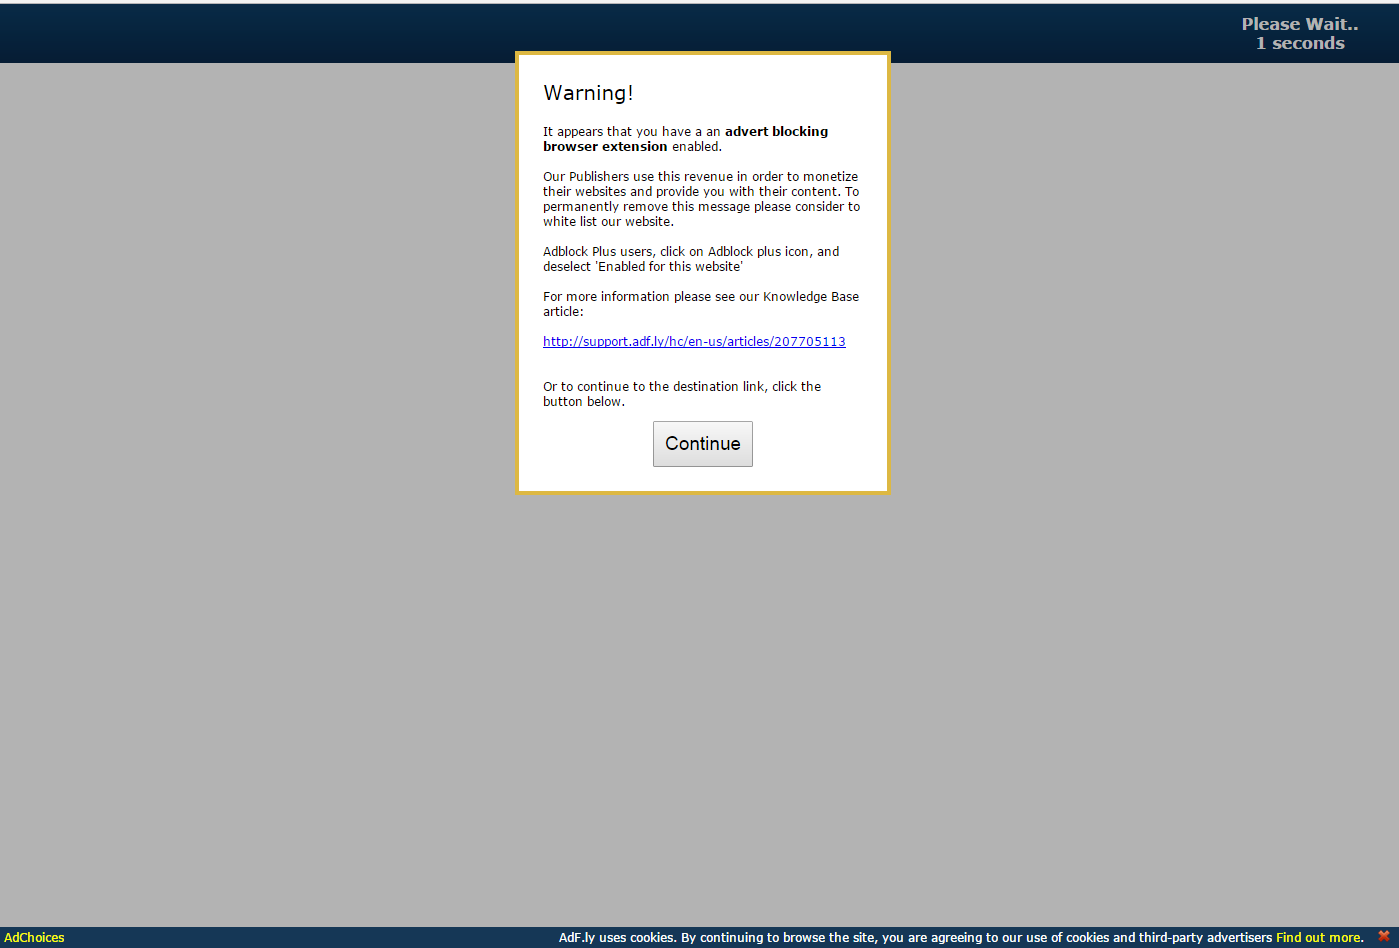 Please Wait..
1 seconds
Warning!
It appears that you have a an advert blocking
browser extension enabled.
Our Publishers use this revenue in order to monetize
their websites and provide you with their content. To
permanently remove this message please consider to
white list our website.
Adblock Plus users, click on Adblock plus icon, and
deselect 'Enabled for this website'
For more information please see our Knowledge Base
article:
http://support.adf.ly/hc/en-us/articles/207705113
Or to continue to the destination link, click the
button below.
Continue
AdChoices
AdF.ly uses cookies. By continuing to browse the site, you are agreeing to our use of cookies and third-party advertisers Find out more.